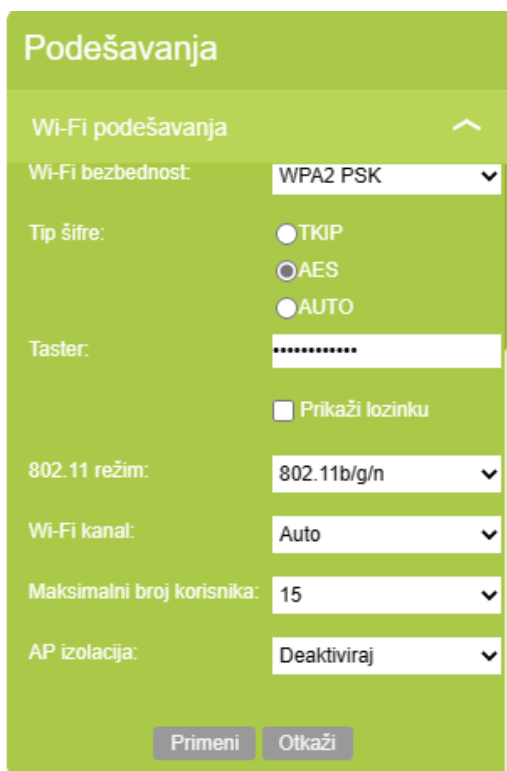 Podešavanja
Wi-Fi podešavanja
Wi-Fi bezbednost: WPA2 PSK
Tip šifre: TKIP
AES
AUTO
Taster: ••••••••••••
Prikaži lozinku
802.11 režim: 802.11b/g/n
Wi-Fi kanal: Auto
Maksimalni broj korisnika: 15
AP izolacija: Deaktiviraj
Primeni Otkaži